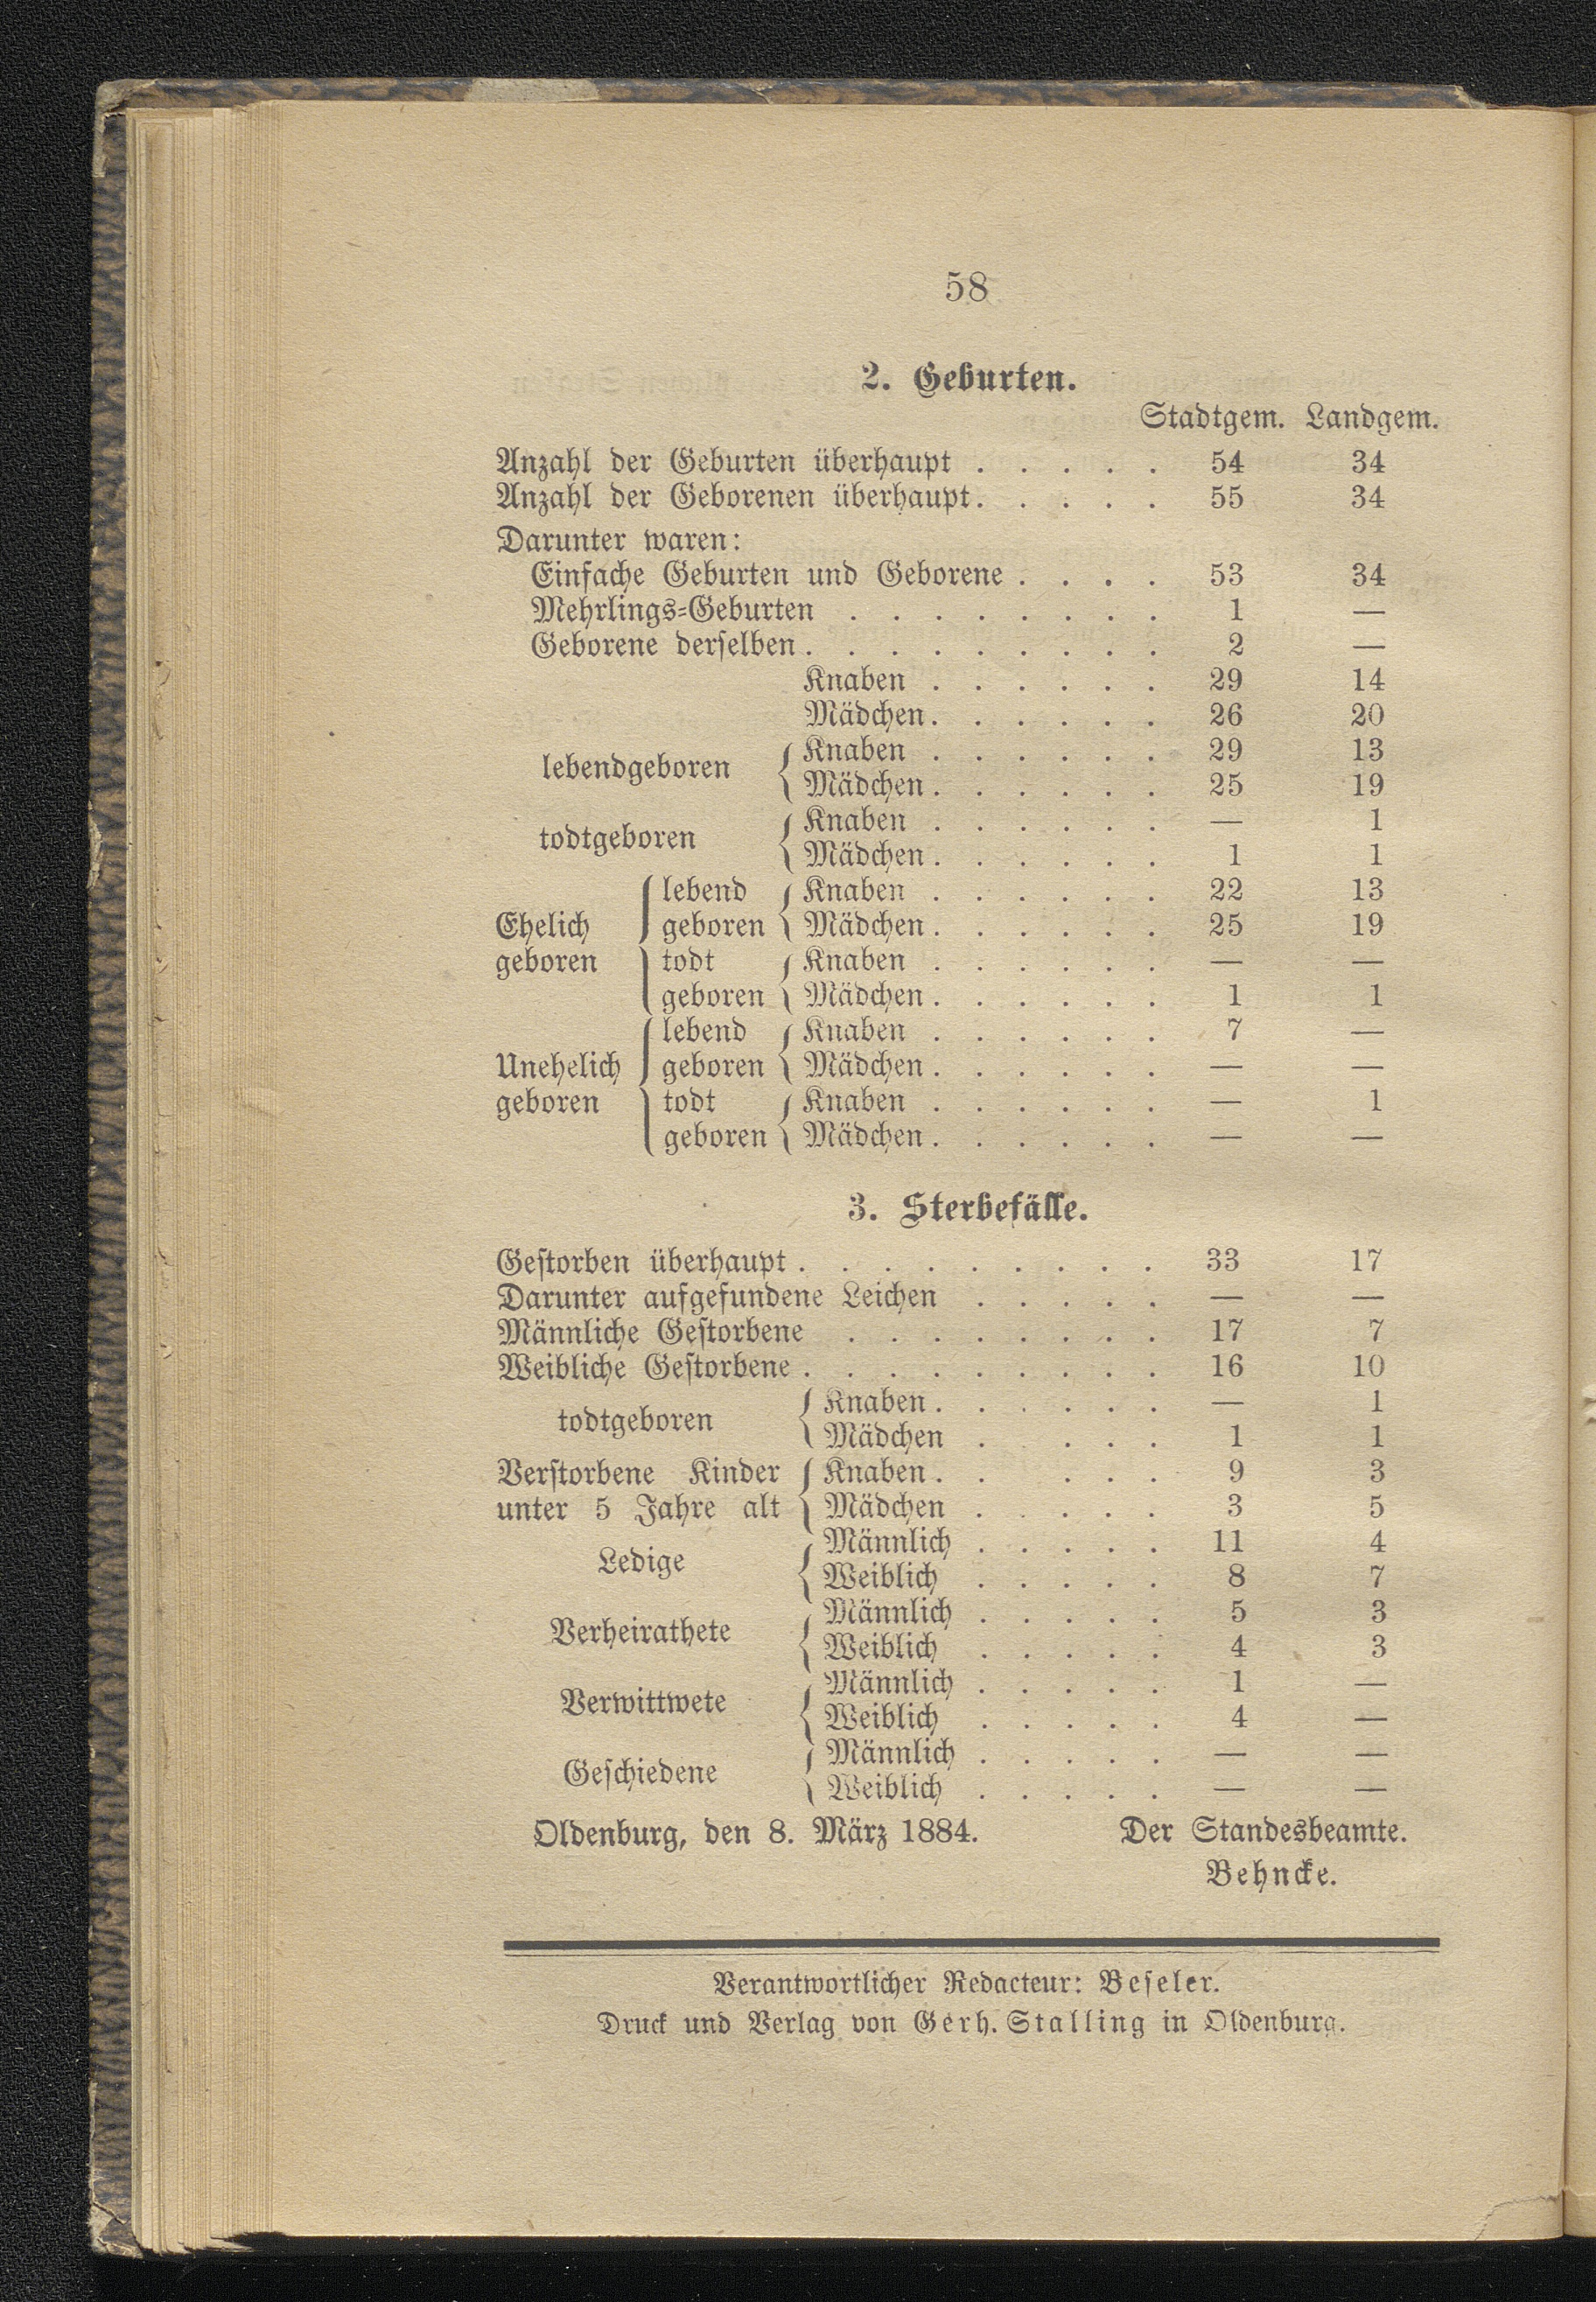 58
2. Geburten.
Stadtgem. Landgem.
Anzahl der Geburten überhaupt . . . . . 54 34
Anzahl der Geborenen überhaupt. . . . . 55 34
Darunter waren:
Einfache Geburten und Geborene . . . . 53 34
Mehrlings-Geburten . . . . . . . . 1 —
Geborene derselben. . . . . . . . . 2 —
Knaben . . . . . . 29 14
Mädchen. . . . . . 26 20
lebendgeboren { Knaben . . . . . . 29 13
Mädchen. . . . . . 25 19
todtgeboren { Knaben . . . . . . — 1
Mädchen. . . . . . 1 1
Ehelich geboren { lebend geboren { Knaben . . . . . . 22 13
Mädchen. . . . . . 25 19
todt geboren { Knaben . . . . . . — —
Mädchen. . . . . . 1 1
Unehelich geboren { lebend geboren { Knaben . . . . . . 7 —
Mädchen. . . . . . — —
todt geboren { Knaben . . . . . . — 1
Mädchen. . . . . . — —
3. Sterbefälle.
Gestorben überhaupt . . . . . . . . . 33 17
Darunter aufgefundene Leichen . . . . . — —
Männliche Gestorbene . . . . . . . . 17 7
Weibliche Gestorbene . . . . . . . . . 16 10
todtgeboren { Knaben. . . . . . — 1
Mädchen . . . . . 1 1
Verstorbene Kinder unter 5 Jahre alt { Knaben. . . . . 9 3
Mädchen . . . . . 3 5
Ledige { Männlich . . . . . 11 4
Weiblich . . . . . 8 7
Verheirathete { Männlich . . . . . 5 3
Weiblich . . . . . 4 3
Verwittwete { Männlich . . . . . 1 —
Weiblich . . . . . 4 —
Geschiedene { Männlich . . . . . — —
Weiblich . . . . . — —
Oldenburg, den 8. März 1884. Der Standesbeamte.
Behncke.
Verantwortlicher Redacteur: Beseler.
Druck und Verlag von Gerh. Stalling in Oldenburg.